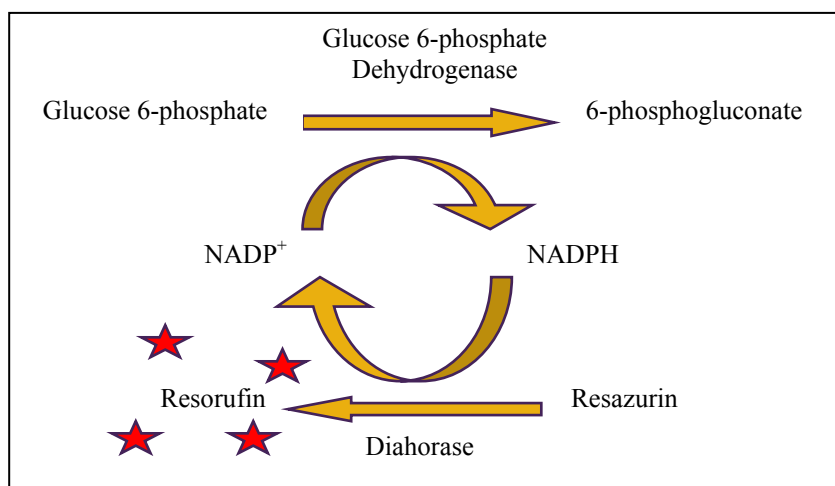 Glucose 6-phosphate
Dehydrogenase
Glucose 6-phosphate
6-phosphogluconate
NADP+
NADPH
Resorufin
Resazurin
Diahorase